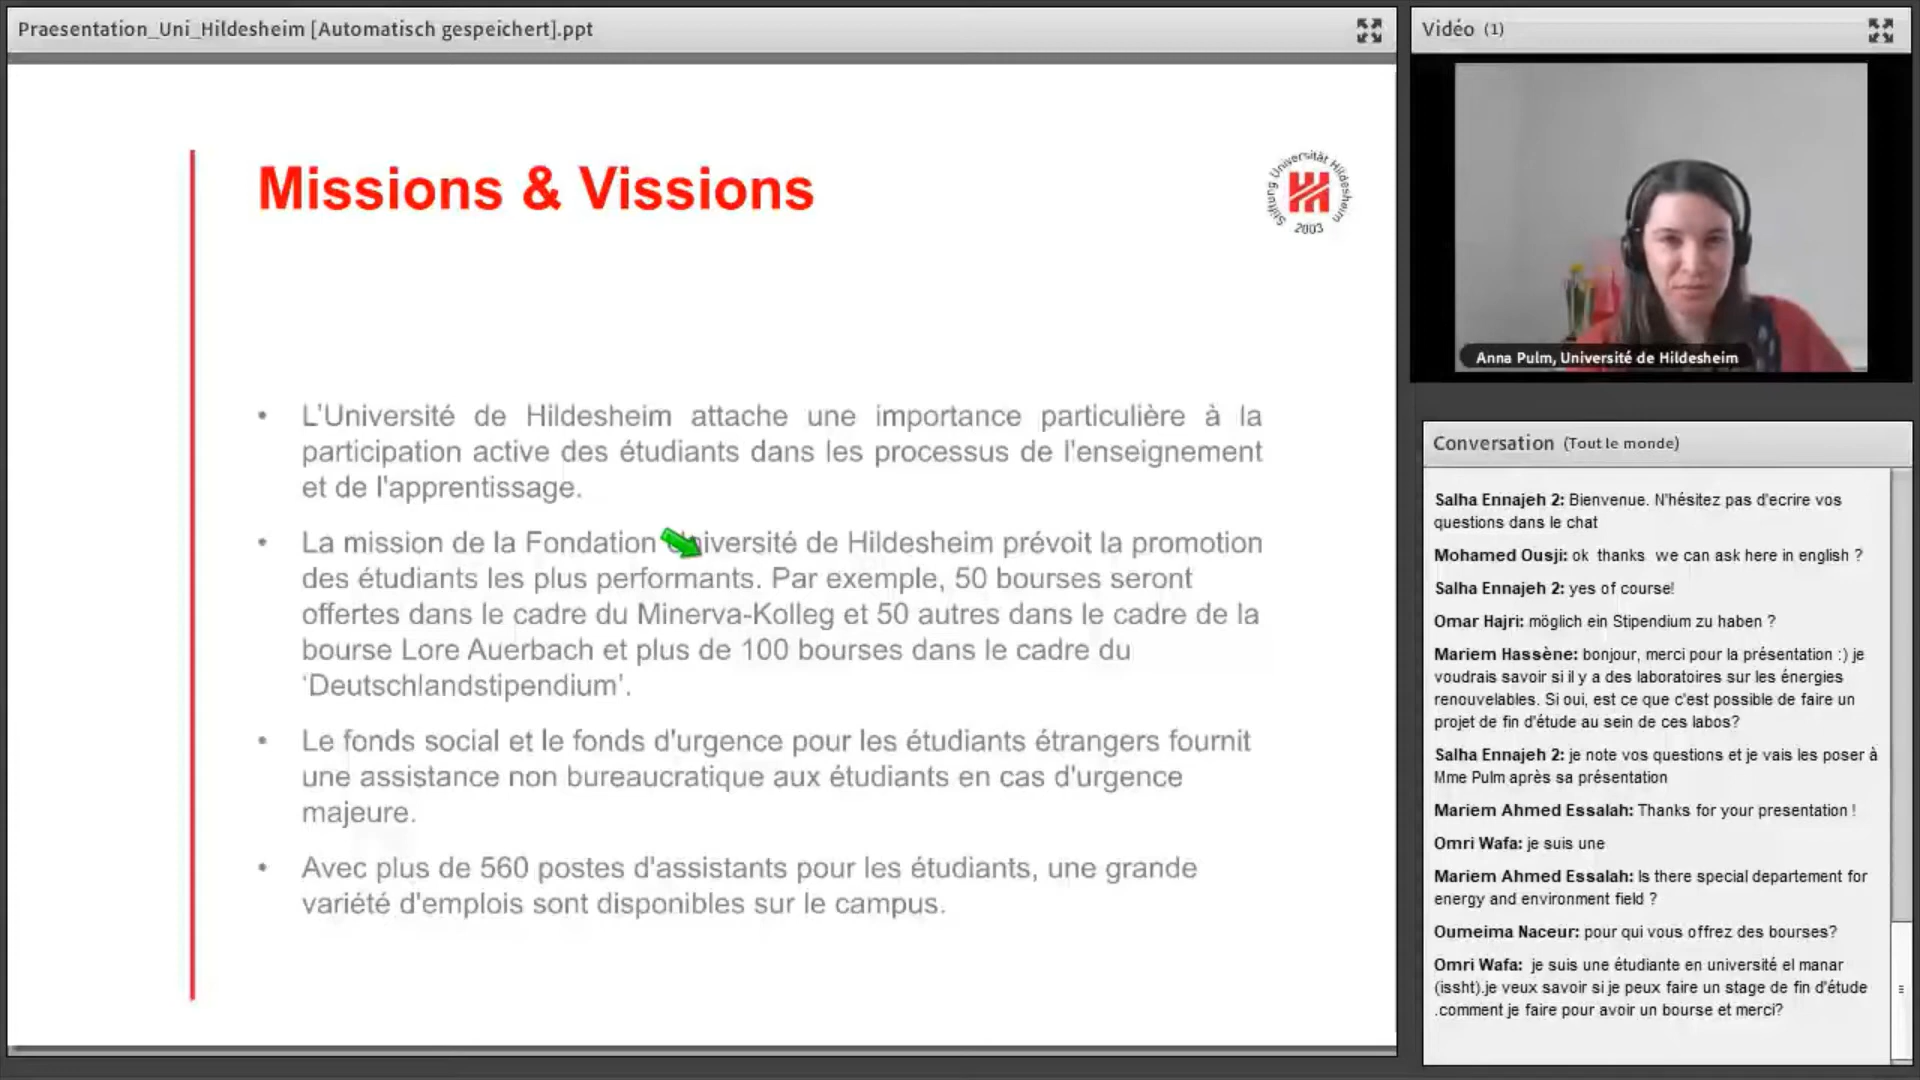 Praesentation_Uni_Hildesheim [Automatisch gespeichert].ppt
Missions & Vissions
Stiftung Universität Hildesheim
2003
• L'Université de Hildesheim attache une importance particulière à la
participation active des étudiants dans les processus de l'enseignement
et de l'apprentissage.
• La mission de la Fondation Université de Hildesheim prévoit la promotion
des étudiants les plus performants. Par exemple, 50 bourses seront
offertes dans le cadre du Minerva-Kolleg et 50 autres dans le cadre de la
bourse Lore Auerbach et plus de 100 bourses dans le cadre du
‘Deutschlandstipendium’.
• Le fonds social et le fonds d'urgence pour les étudiants étrangers fournit
une assistance non bureaucratique aux étudiants en cas d'urgence
majeure.
• Avec plus de 560 postes d'assistants pour les étudiants, une grande
variété d'emplois sont disponibles sur le campus.
Vidéo (1)
Anna Pulm, Université de Hildesheim
Conversation (Tout le monde)
Salha Ennajeh 2: Bienvenue. N'hésitez pas d'ecrire vos
questions dans le chat
Mohamed Ousji: ok thanks we can ask here in english ?
Salha Ennajeh 2: yes of course!
Omar Hajri: möglich ein Stipendium zu haben ?
Mariem Hassène: bonjour, merci pour la présentation :) je
voudrais savoir si il y a des laboratoires sur les énergies
renouvelables. Si oui, est ce que c'est possible de faire un
projet de fin d'étude au sein de ces labos?
Salha Ennajeh 2: je note vos questions et je vais les poser à
Mme Pulm après sa présentation
Mariem Ahmed Essalah: Thanks for your presentation !
Omri Wafa: je suis une
Mariem Ahmed Essalah: Is there special departement for
energy and environment field ?
Oumeima Naceur: pour qui vous offrez des bourses?
Omri Wafa: je suis une étudiante en université el manar
(issht).je veux savoir si je peux faire un stage de fin d'étude
.comment je faire pour avoir un bourse et merci?